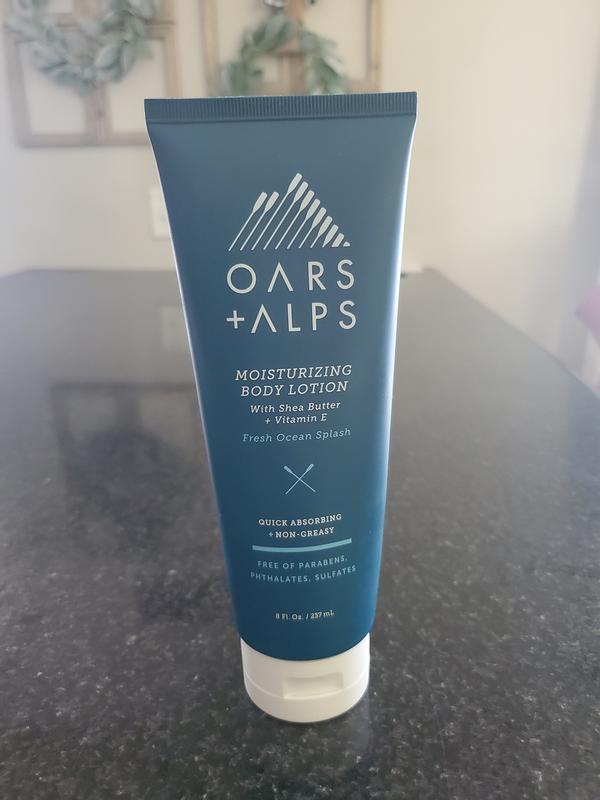 OARS
+ALPS
MOISTURIZING
BODY LOTION
With Shea Butter
+ Vitamin E
Fresh Ocean Splash
QUICK ABSORBING
+ NON-GREASY
FREE OF PARABENS,
PHTHALATES, SULFATES
8 Fl. Oz. / 237 mL